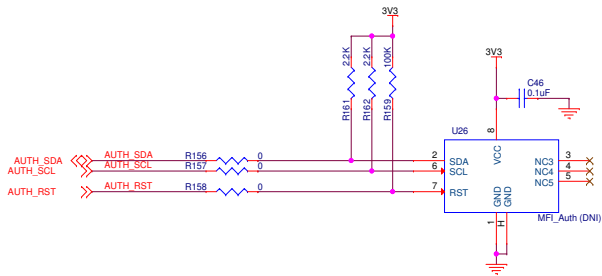 3V3
2.2K
2.2K
100K
R161
R162
R159
3V3
C46
0.1uF
U26
8
VCC
AUTH_SDA
AUTH_SDA
R156
0
2
SDA
NC3
3
AUTH_SCL
AUTH_SCL
R157
0
6
SCL
NC4
4
NC5
5
AUTH_RST
AUTH_RST
R158
0
7
RST
GND
GND
1
H
MFI_Auth (DNI)